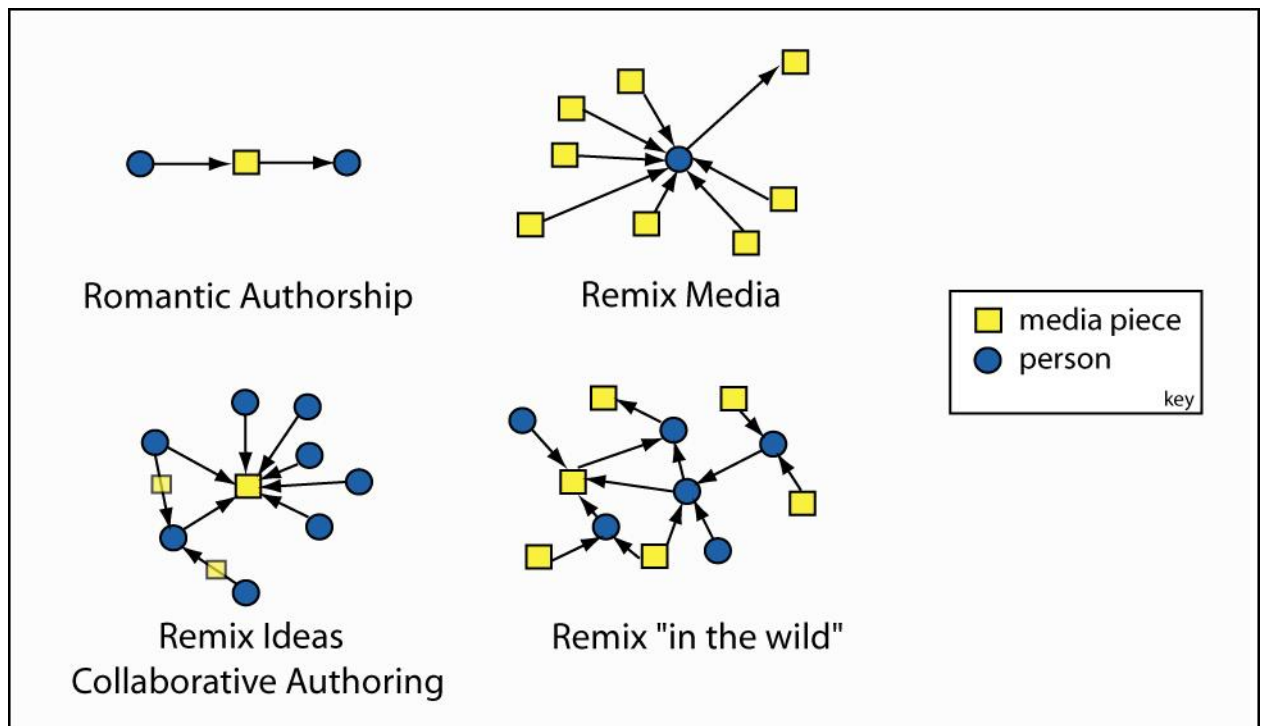 Romantic Authorship
Remix Media
media piece
person
key
Remix Ideas
Collaborative Authoring
Remix "in the wild"